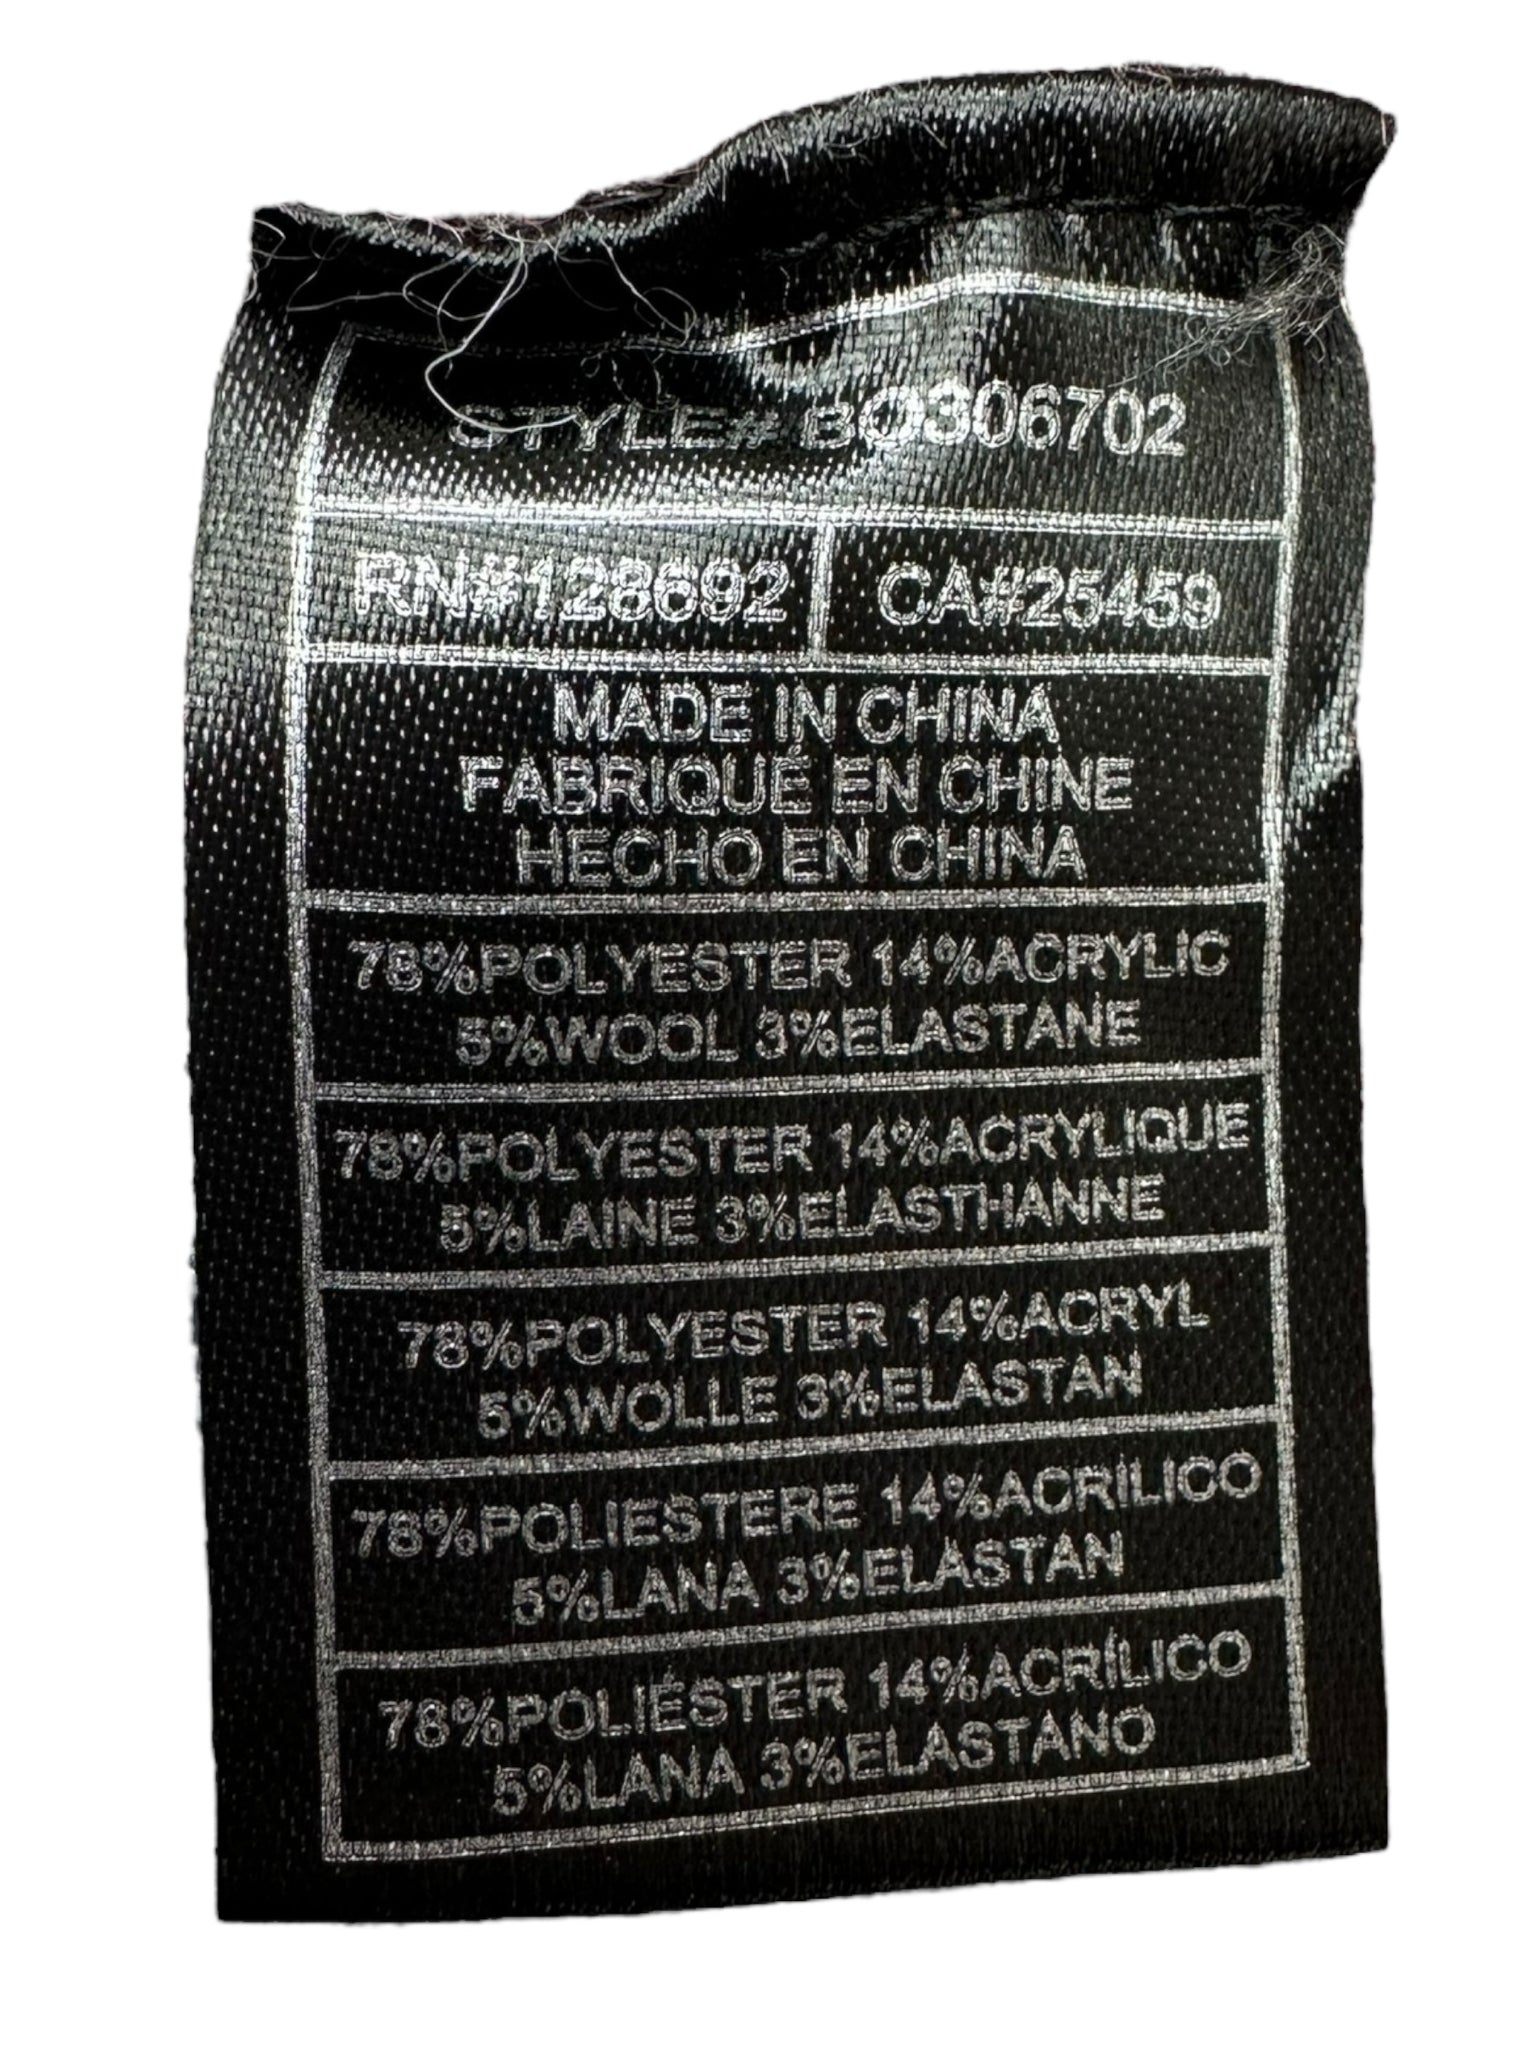 STYLE# BO306702
RN#128692 CA#25459
MADE IN CHINA
FABRIQUÉ EN CHINE
HECHO EN CHINA
78%POLYESTER 14%ACRYLIC
5%WOOL 3%ELASTANE
78%POLYESTER 14%ACRYLIQUE
5%LAINE 3%ELASTHANNE
78%POLYESTER 14%ACRYL
5%WOLLE 3%ELASTAN
78%POLIESTERE 14%ACRÍLICO
5%LANA 3%ELASTAN
78%POLIÉSTER 14%ACRÍLICO
5%LANA 3%ELASTANO